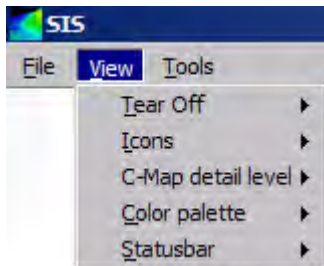 SIS
File View Tools
Tear Off
Icons
C-Map detail level
Color palette
Statusbar